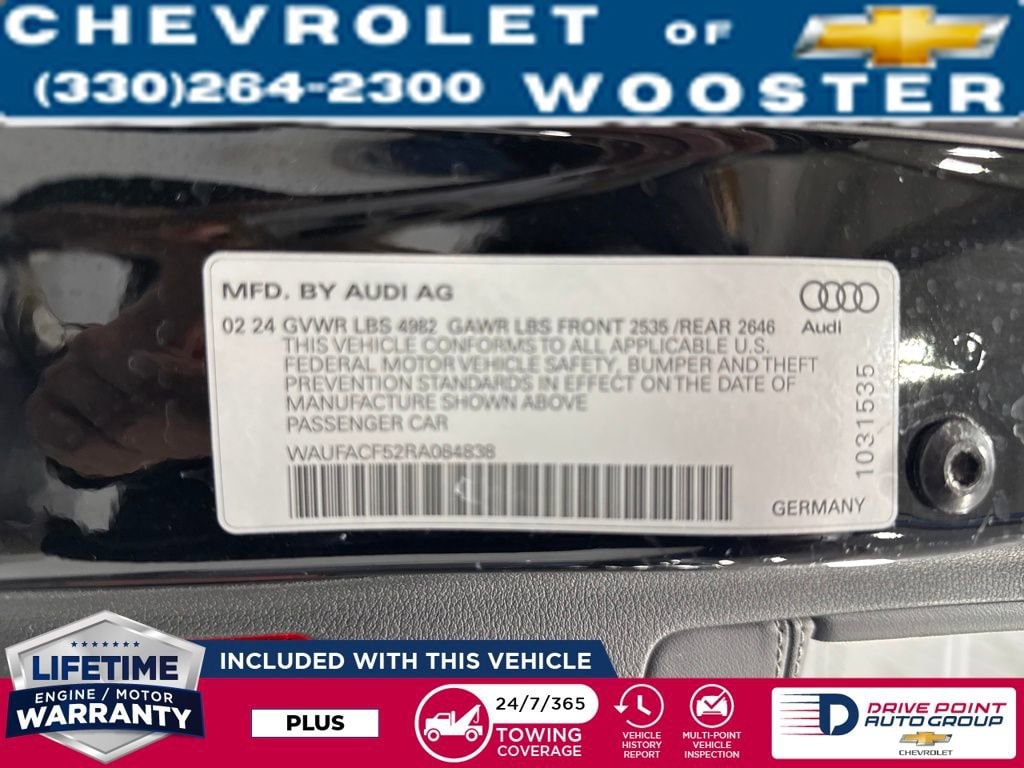 CHEVROLET OF
(330)264-2300 WOOSTER
MFD. BY AUDI AG
Audi
02 24 GVWR LBS 4982 GAWR LBS FRONT 2535 /REAR 2646
THIS VEHICLE CONFORMS TO ALL APPLICABLE U.S.
FEDERAL MOTOR VEHICLE SAFETY, BUMPER AND THEFT
PREVENTION STANDARDS IN EFFECT ON THE DATE OF
MANUFACTURE SHOWN ABOVE
PASSENGER CAR
WAUFACF52RA084838
1031535
GERMANY
LIFETIME
ENGINE / MOTOR
WARRANTY
INCLUDED WITH THIS VEHICLE
PLUS
24/7/365
TOWING
COVERAGE
VEHICLE
HISTORY
REPORT
MULTI-POINT
VEHICLE
INSPECTION
DRIVE POINT
AUTO GROUP
CHEVROLET